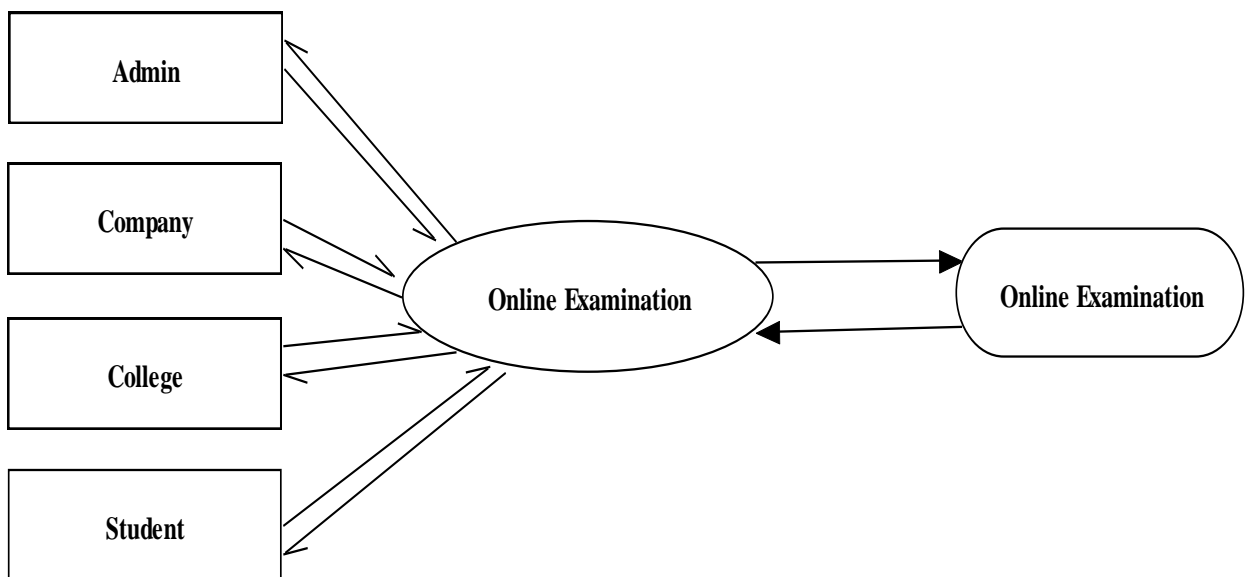 Admin
Company
College
Student
Online Examination
Online Examination